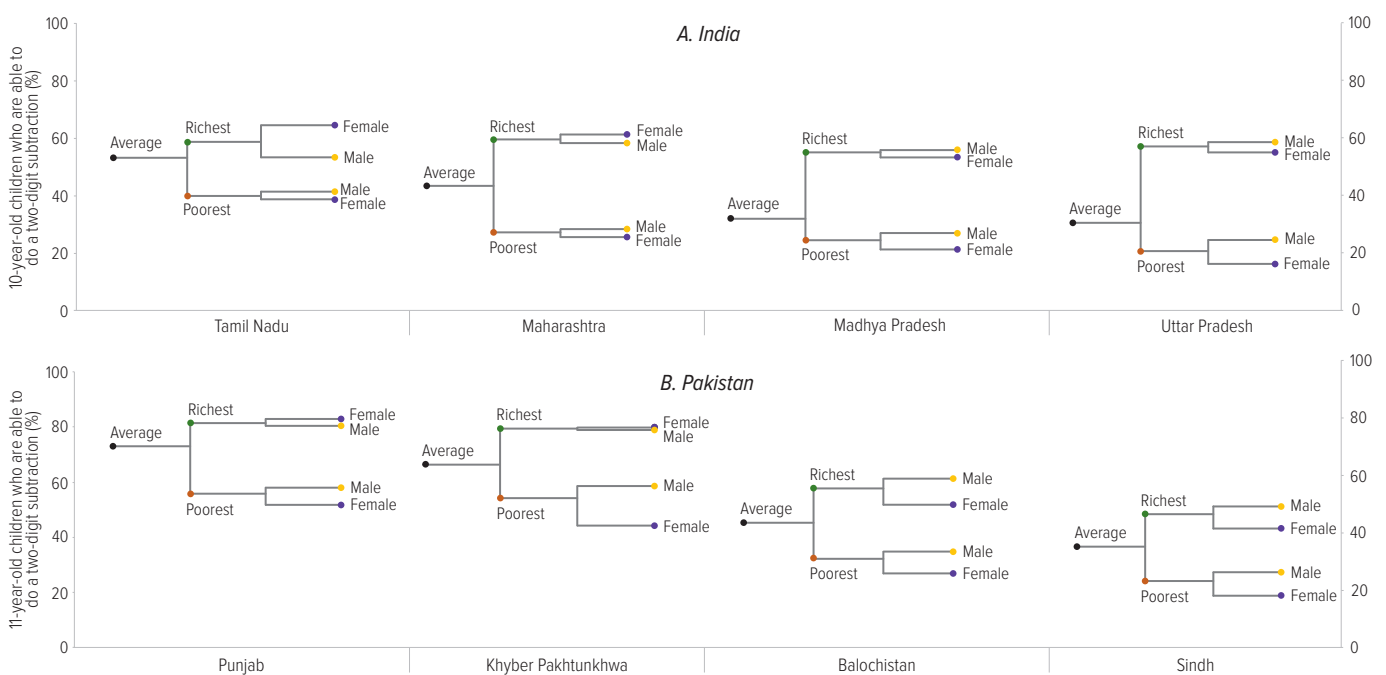 A. India
10-year-old children who are able to
do a two-digit subtraction (%)
100
80
60
40
20
0
100
80
60
40
20
0
Average
Richest
Poorest
Female
Male
Male
Female
Average
Richest
Poorest
Female
Male
Male
Female
Average
Richest
Poorest
Male
Female
Male
Female
Average
Richest
Poorest
Male
Female
Male
Female
Tamil Nadu
Maharashtra
Madhya Pradesh
Uttar Pradesh
B. Pakistan
11-year-old children who are able to
do a two-digit subtraction (%)
100
80
60
40
20
0
100
80
60
40
20
0
Average
Richest
Poorest
Female
Male
Male
Female
Average
Richest
Poorest
Female
Male
Male
Female
Average
Richest
Poorest
Male
Female
Male
Female
Average
Richest
Poorest
Male
Female
Male
Female
Punjab
Khyber Pakhtunkhwa
Balochistan
Sindh